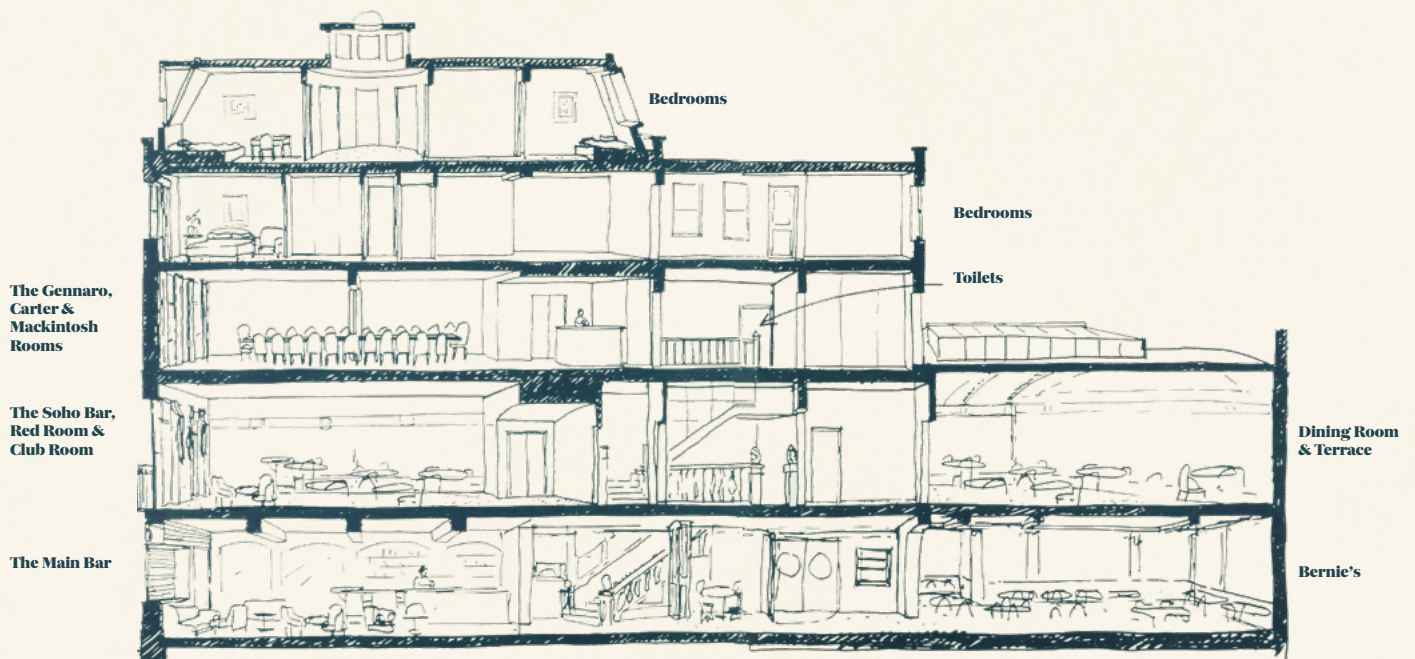 Bedrooms
Bedrooms
Toilets
The Gennaro,
Carter &
Mackintosh
Rooms
The Soho Bar,
Red Room &
Club Room
Dining Room
& Terrace
The Main Bar
Bernie’s